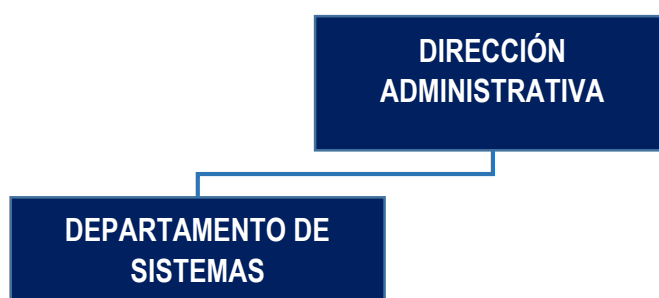 DIRECCIÓN
ADMINISTRATIVA
DEPARTAMENTO DE
SISTEMAS